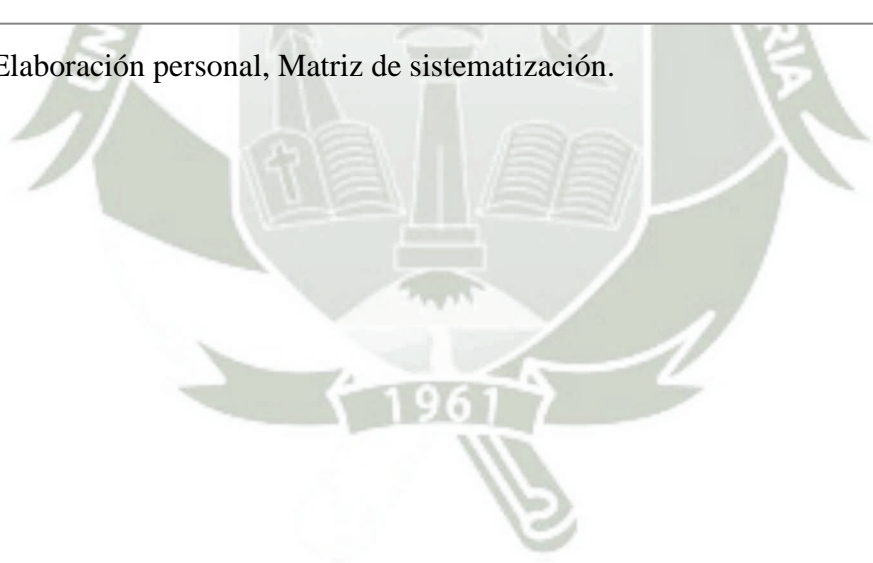 Elaboración personal, Matriz de sistematización.
1961